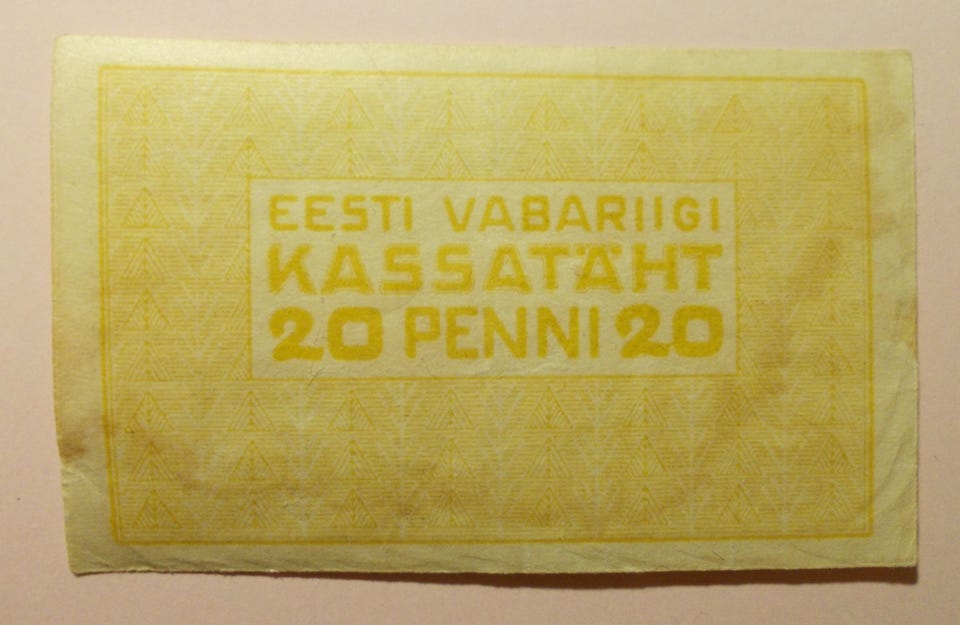 EESTI VABARIIGI
KASSATÄHT
20 PENNI 20